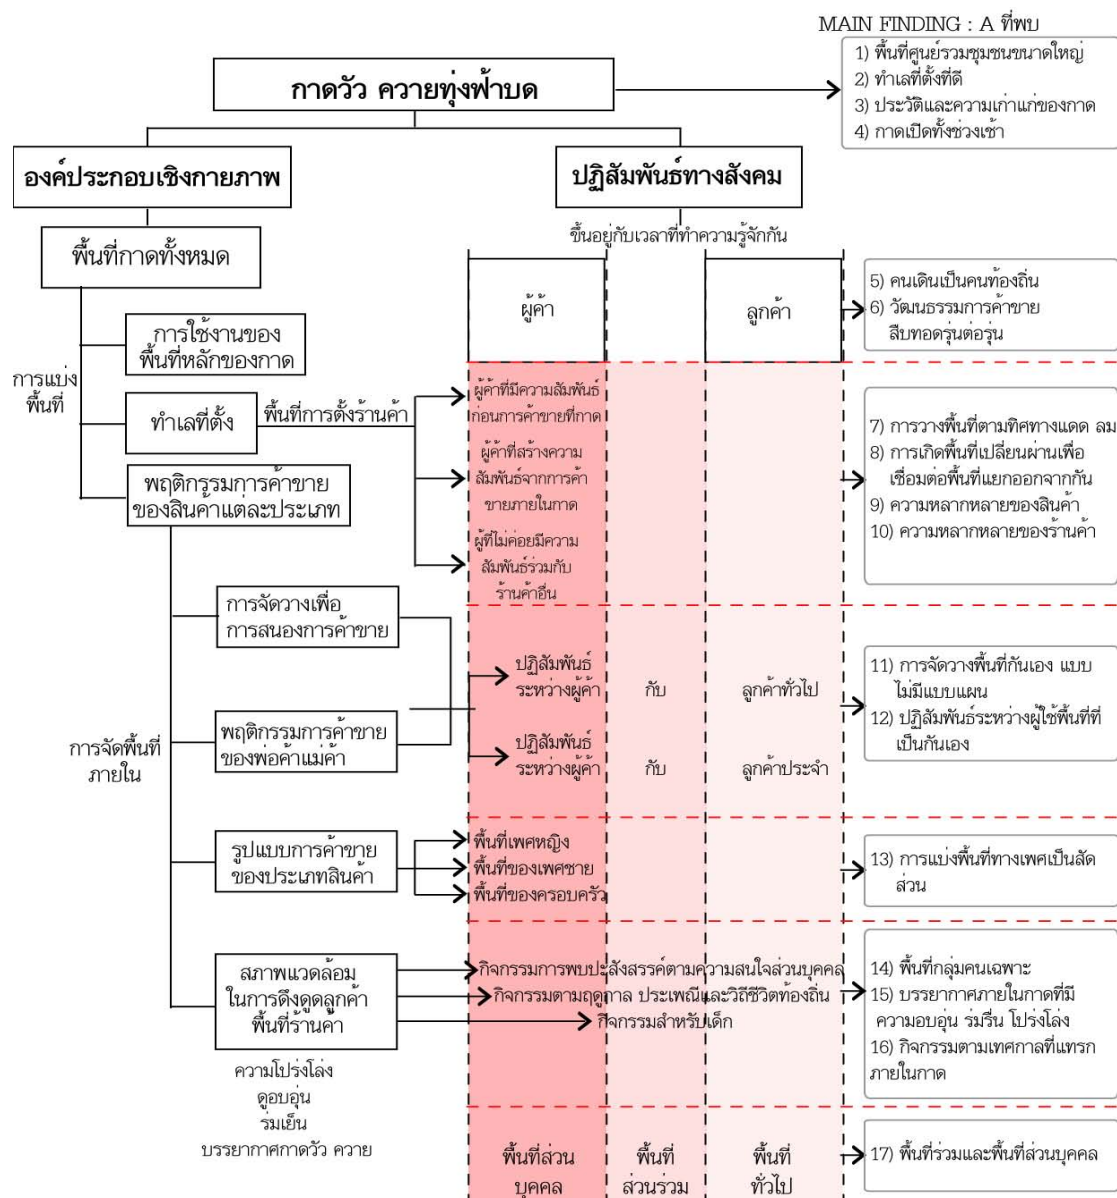 MAIN FINDING : A ที่พบ
กาดวัว ควายทุ่งฟ้าบด
1) พื้นที่ศูนย์รวมชุมชนขนาดใหญ่
2) ทำเลที่ตั้งที่ดี
3) ประวัติและความเก่าแก่ของกาด
4) กาดเปิดทั้งช่วงเช้า
องค์ประกอบเชิงกายภาพ
ปฏิสัมพันธ์ทางสังคม
ขึ้นอยู่กับเวลาที่ทำความรู้จักกัน
พื้นที่กาดทั้งหมด
ผู้ค้า
ลูกค้า
5) คนเดินเป็นคนท้องถิ่น
6) วัฒนธรรมการค้าขาย
สืบทอดรุ่นต่อรุ่น
การแบ่ง
พื้นที่
การใช้งานของ
พื้นที่หลักของกาด
ทำเลที่ตั้ง
พื้นที่การตั้งร้านค้า
พฤติกรรมการค้าขาย
ของสินค้าแต่ละประเภท
ผู้ค้าที่มีความสัมพันธ์
ก่อนการค้าขายที่กาด
ผู้ค้าที่สร้างความ
สัมพันธ์จากการค้า
ขายภายในกาด
ผู้ที่ไม่ค่อยมีความ
สัมพันธ์ร่วมกับ
ร้านค้าอื่น
7) การวางพื้นที่ตามทิศทางแดด ลม
8) การเกิดพื้นที่เปลี่ยนผ่านเพื่อ
เชื่อมต่อพื้นที่แยกออกจากกัน
9) ความหลากหลายของสินค้า
10) ความหลากหลายของร้านค้า
การจัดพื้นที่
ภายใน
การจัดวางเพื่อ
การสนองการค้าขาย
พฤติกรรมการค้าขาย
ของพ่อค้าแม่ค้า
ปฏิสัมพันธ์
ระหว่างผู้ค้า กับ ลูกค้าทั่วไป
ปฏิสัมพันธ์
ระหว่างผู้ค้า กับ ลูกค้าประจำ
11) การจัดวางพื้นที่กันเอง แบบ
ไม่มีแบบแผน
12) ปฏิสัมพันธ์ระหว่างผู้ใช้พื้นที่ที่
เป็นกันเอง
รูปแบบการค้าขาย
ของประเภทสินค้า
พื้นที่เพศหญิง
พื้นที่ของเพศชาย
พื้นที่ของครอบครัว
13) การแบ่งพื้นที่ทางเพศเป็นสัด
ส่วน
สภาพแวดล้อม
ในการดึงดูดลูกค้า
พื้นที่ร้านค้า
กิจกรรมการพบปะสังสรรค์ตามความสนใจส่วนบุคคล
กิจกรรมตามฤดูกาล ประเพณีและวิถีชีวิตท้องถิ่น
กิจกรรมสำหรับเด็ก
14) พื้นที่กลุ่มคนเฉพาะ
15) บรรยากาศภายในกาดที่มี
ความอบอุ่น ร่มรื่น โปร่งโล่ง
16) กิจกรรมตามเทศกาลที่แทรก
ภายในกาด
ความโปร่งโล่ง
ดูอบอุ่น
ร่มเย็น
บรรยากาศกาดวัว ควาย
พื้นที่ส่วน
บุคคล
พื้นที่
ส่วนร่วม
พื้นที่
ทั่วไป
17) พื้นที่ร่วมและพื้นที่ส่วนบุคคล